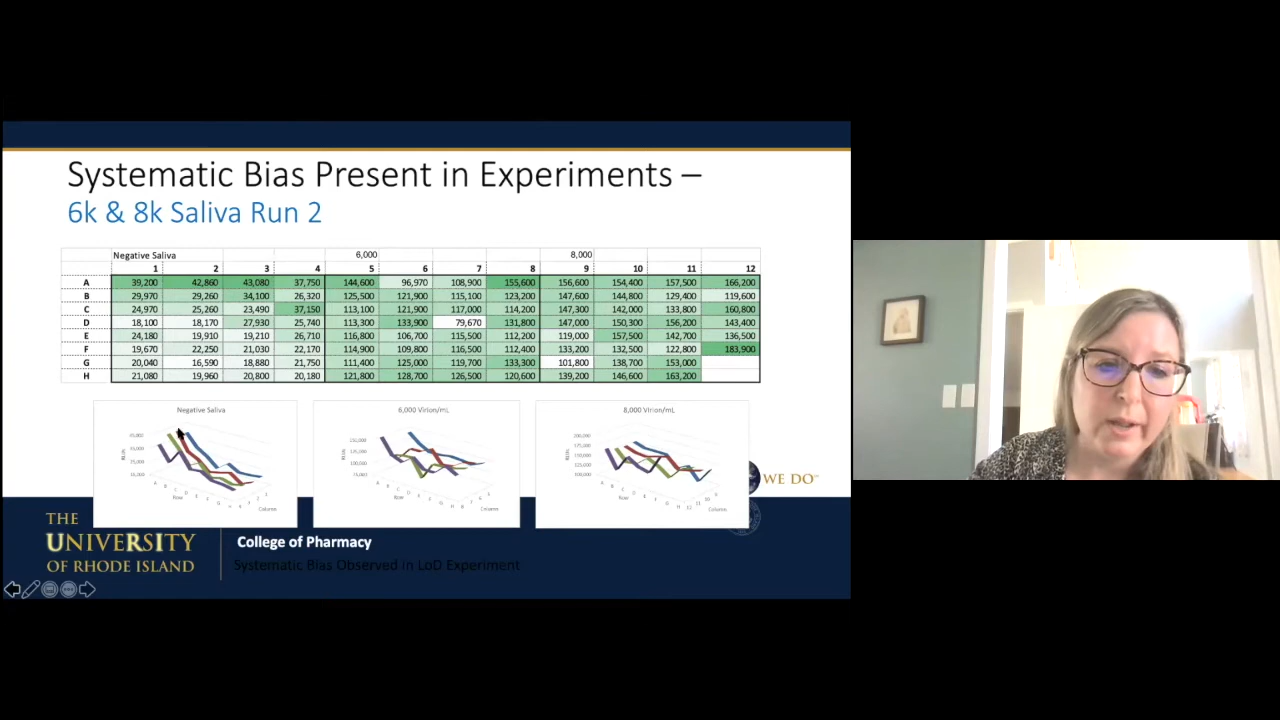 Systematic Bias Present in Experiments –
6k & 8k Saliva Run 2
Negative Saliva 6,000 8,000
1 2 3 4 5 6 7 8 9 10 11 12
A 39,200 42,860 43,080 37,750 144,600 96,970 108,900 155,600 156,600 154,400 157,500 166,200
B 29,970 29,260 34,100 26,320 125,500 121,900 115,100 123,200 147,600 144,800 129,400 119,600
C 24,970 25,260 23,490 37,150 113,100 121,900 117,000 114,200 147,300 142,000 133,800 160,800
D 18,100 18,170 27,930 25,740 113,300 133,900 79,670 131,800 147,000 150,300 156,200 143,400
E 24,180 19,910 19,210 26,710 116,800 106,700 115,500 112,200 119,000 157,500 142,700 136,500
F 19,670 22,250 21,030 22,170 114,900 109,800 116,500 112,400 133,200 132,500 122,800 183,900
G 20,040 16,590 18,880 21,750 111,400 125,000 119,700 133,300 101,800 138,700 153,000
H 21,080 19,960 20,800 20,180 121,800 128,700 126,500 120,600 139,200 146,600 163,200
Negative Saliva
Row
Columns
6,000 Virion/mL
Row
Columns
8,000 Virion/mL
Row
Columns
WE DO
THE
UNIVERSITY
OF RHODE ISLAND
College of Pharmacy
Systematic Bias Observed in LoD Experiment